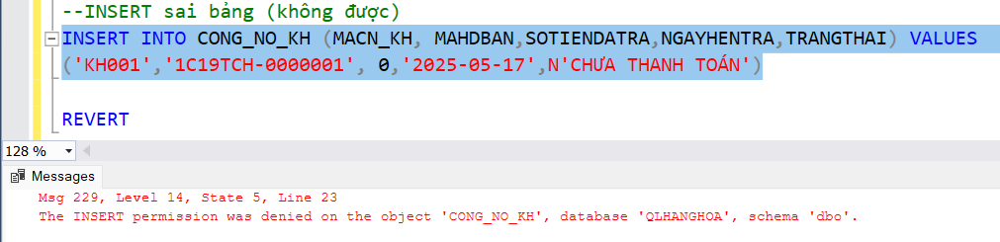 --INSERT sai bảng (không được)
INSERT INTO CONG_NO_KH (MACN_KH, MAHDBAN,SOTIENDATRA,NGAYHENTRA,TRANGTHAI) VALUES
('KH001','1C19TCH-0000001', 0,'2025-05-17',N'CHƯA THANH TOÁN')
REVERT
128 %
Messages
Msg 229, Level 14, State 5, Line 23
The INSERT permission was denied on the object 'CONG_NO_KH', database 'QLHANGHOA', schema 'dbo'.